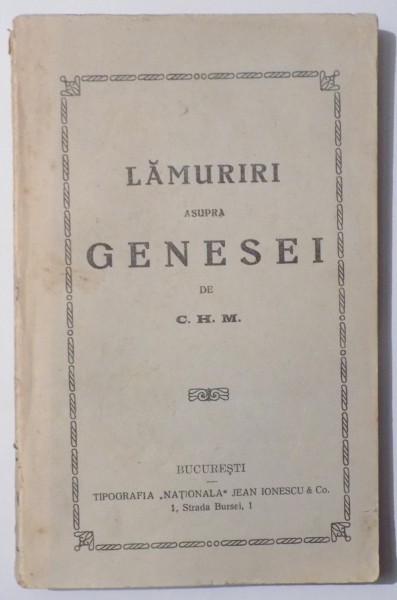 LĂMURIRI
ASUPRA
GENESEI
DE
C. H. M.
BUCUREȘTI
TIPOGRAFIA „NAȚIONALA“ JEAN IONESCU & Co.
1, Strada Bursei, 1